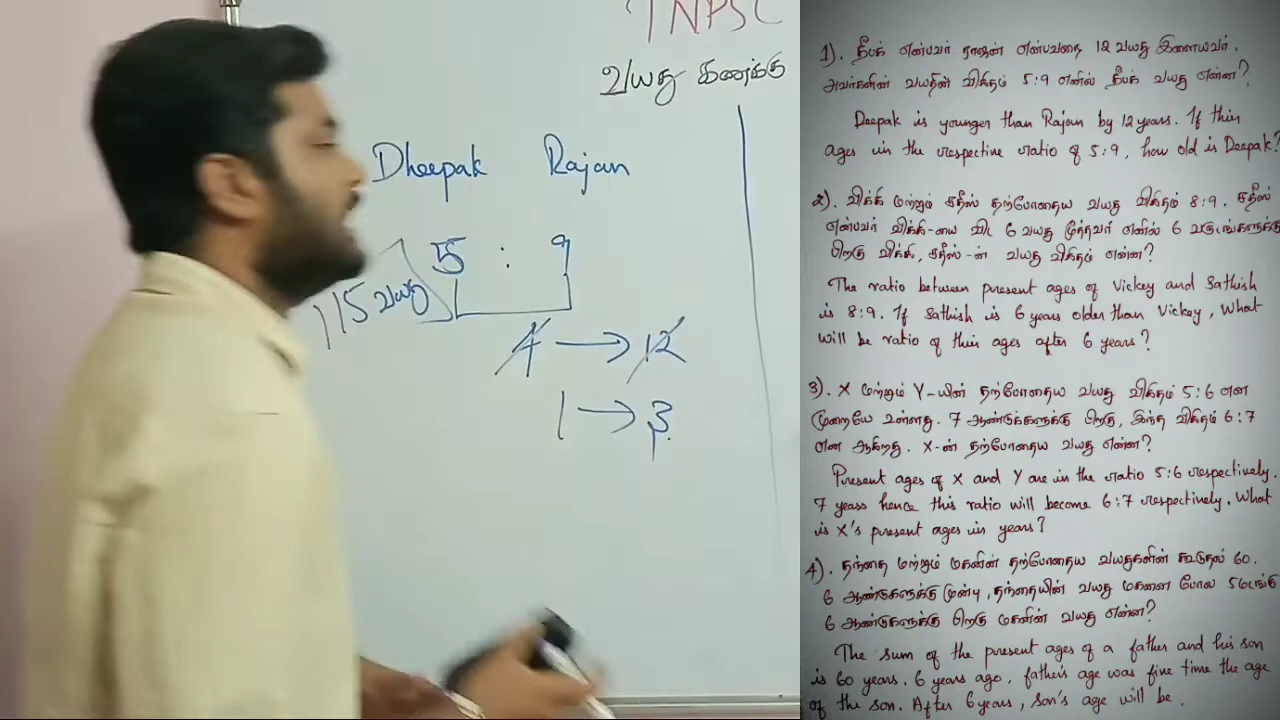 TNPSC
வயது கணக்கு
Dheepak Rajan
5 : 9
15 வயது
4 → 12
1 → 3
1). தீபக் என்பவர் ராஜன் என்பவரை 12 வயது இளையவர்.
அவர்களின் வயதின் விகிதம் 5:9 எனில் தீபக் வயது என்ன?
Deepak is younger than Rajan by 12 years. If their
ages in the respective ratio of 5:9, how old is Deepak?
2). விக்கி மற்றும் சதீஸ் தற்போதைய வயது விகிதம் 8:9. சதீஸ்
என்பவர் விக்கி-யை விட 6 வயது மூத்தவர் எனில் 6 வருடங்களுக்கு
பிறகு விக்கி, சதீஸ்-ன் வயது விகிதம் என்ன?
The ratio between present ages of Vickey and Sathish
is 8:9. If Sathish is 6 years older than Vickey, What
will be ratio of their ages after 6 years?
3). X மற்றும் Y-யின் தற்போதைய வயது விகிதம் 5:6 என
முறையே உள்ளது. 7 ஆண்டுக்களுக்கு பிறகு, இந்த விகிதம் 6:7
என ஆகிறது. X-ன் தற்போதைய வயது என்ன?
Present ages of X and Y are in the ratio 5:6 respectively.
7 years hence this ratio will become 6:7 respectively. What
is X's present ages in years?
4). தந்தை மற்றும் மகனின் தற்போதைய வயதுகளின் கூடுதல் 60.
6 ஆண்டுகளுக்கு முன்பு, தந்தையின் வயது மகனை போல 5மடங்கு
6 ஆண்டுகளுக்கு பிறகு மகனின் வயது என்ன?
The sum of the present ages of a father and his son
is 60 years. 6 years ago, father's age was five time the age
of the son. After 6 years, son's age will be.